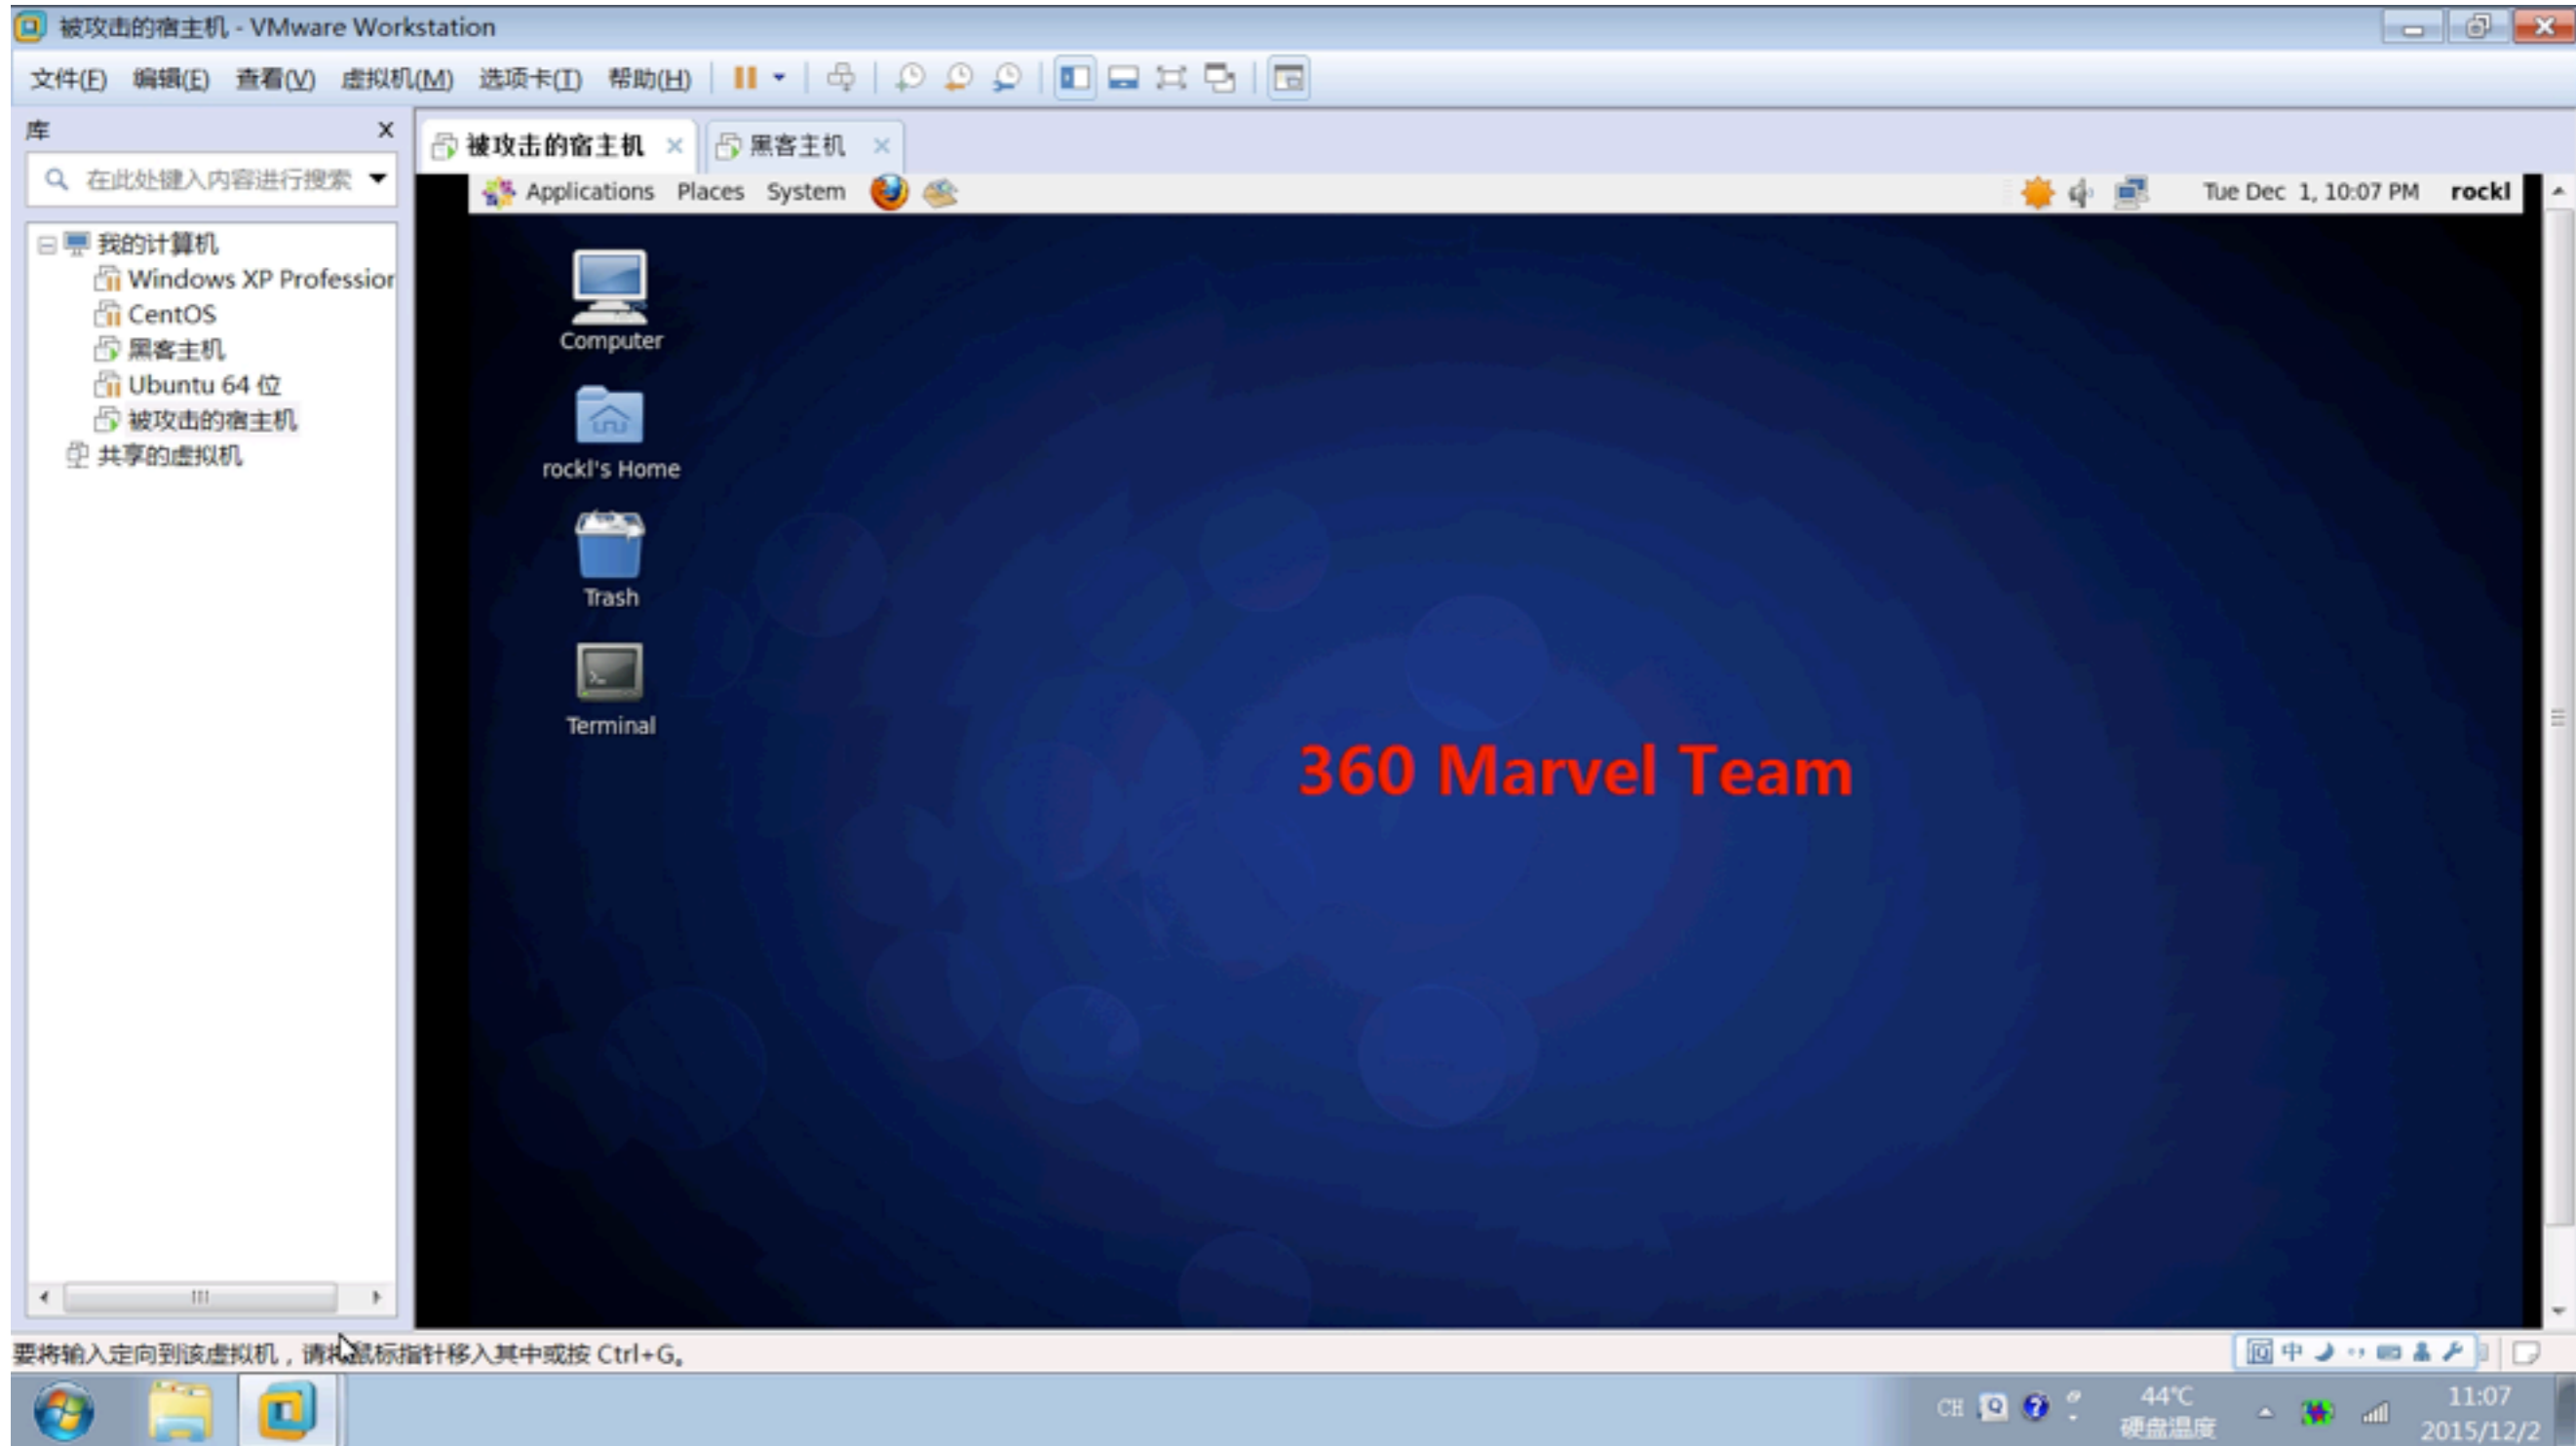 被攻击的宿主机 - VMware Workstation
文件(F) 编辑(E) 查看(V) 虚拟机(M) 选项卡(T) 帮助(H)
库
在此处键入内容进行搜索
我的计算机
Windows XP Profession
CentOS
黑客主机
Ubuntu 64 位
被攻击的宿主机
共享的虚拟机
被攻击的宿主机 黑客主机
Applications Places System Tue Dec 1, 10:07 PM rockl
Computer
rockl's Home
Trash
Terminal
360 Marvel Team
要将输入定向到该虚拟机，请将鼠标指针移入其中或按 Ctrl+G。
中
CH 44℃ 11:07
硬盘温度 2015/12/2